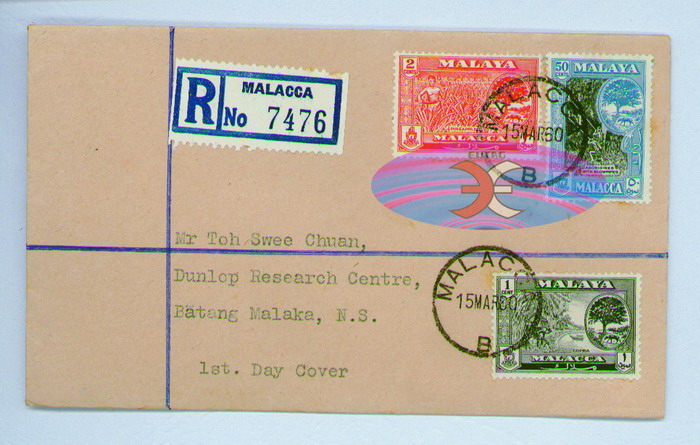 R
MALACCA
No 7476
2
CENTS
MALAYA
MALACCA
50
CENTS
MALAYA
MALACCA
MALACCA
15MAR60
B
Mr Toh Swee Chuan,
Dunlop Research Centre,
Batang Malaka, N.S.
1st. Day Cover
MALACCA
15MAR60
B
1
CENT
MALAYA
COPRA
MALACCA